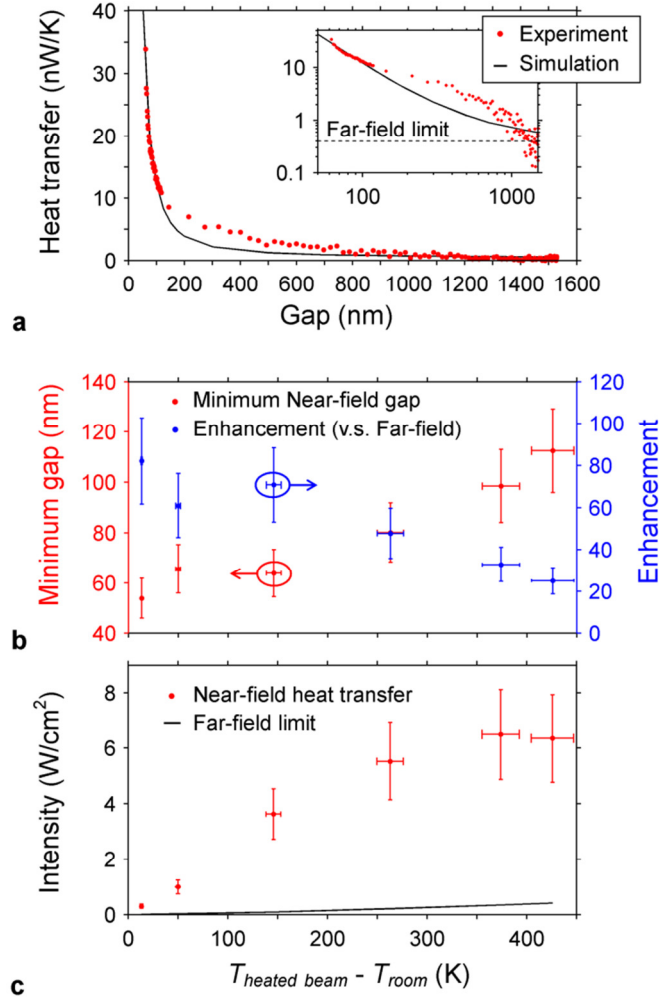 Heat transfer (nW/K)
40
30
20
10
0
10
1
0.1
Far-field limit
100
1000
Experiment
Simulation
0 200 400 600 800 1000 1200 1400 1600
Gap (nm)
a
Minimum gap (nm)
140
120
100
80
60
40
Minimum Near-field gap
Enhancement (v.s. Far-field)
120
100
80
60
40
20
0
Enhancement
b
Intensity (W/cm²)
8
6
4
2
0
Near-field heat transfer
Far-field limit
0 100 200 300 400
T heated beam - T room (K)
c